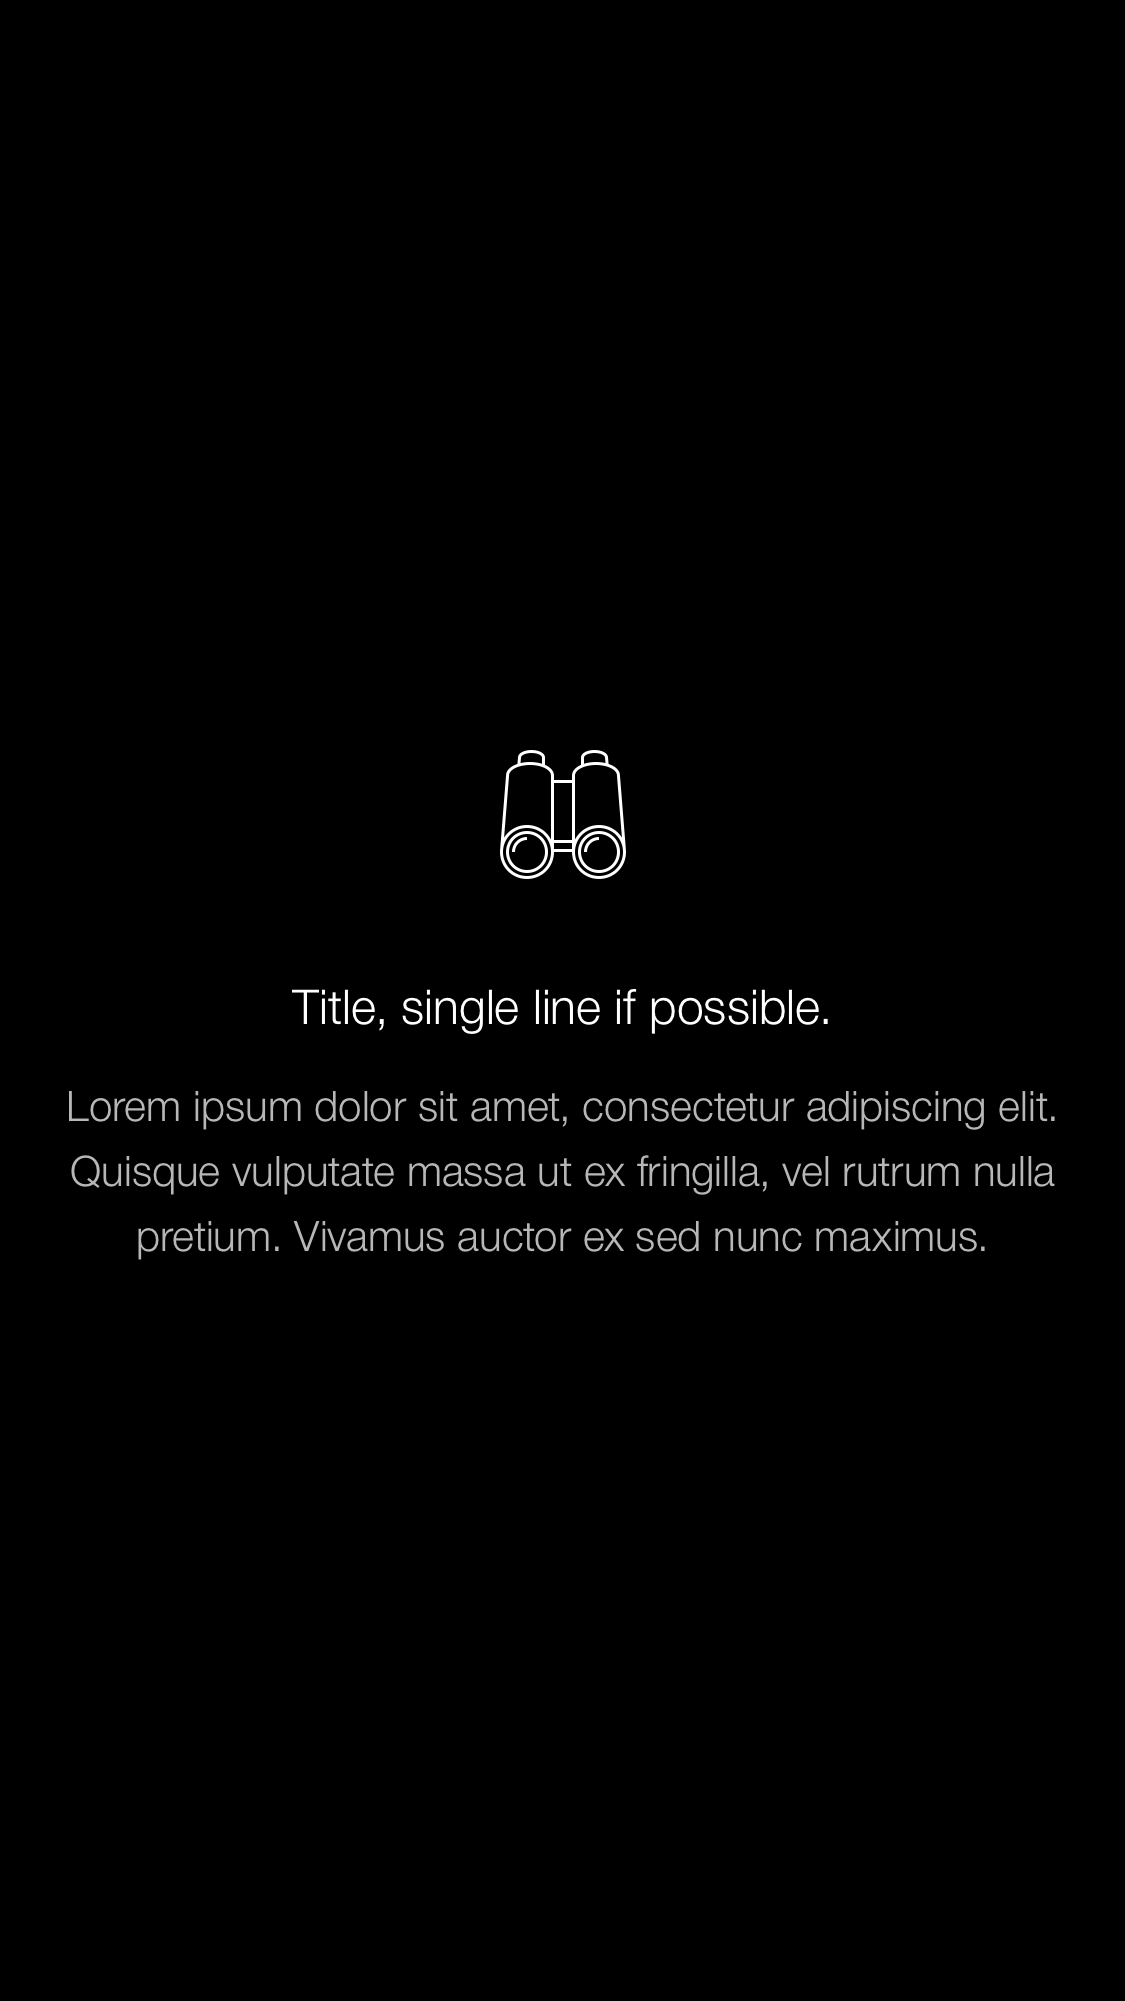 Title, single line if possible.
Lorem ipsum dolor sit amet, consectetur adipiscing elit.
Quisque vulputate massa ut ex fringilla, vel rutrum nulla
pretium. Vivamus auctor ex sed nunc maximus.